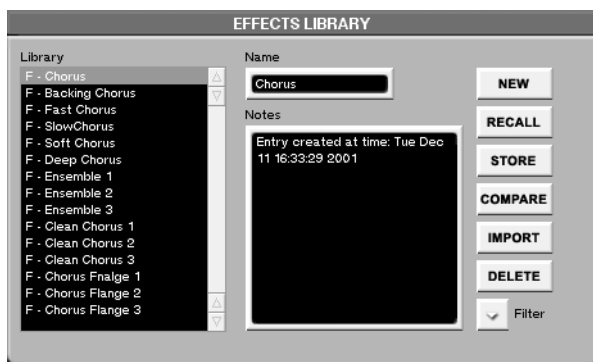 EFFECTS LIBRARY
Library
F - Chorus
F - Backing Chorus
F - Fast Chorus
F - SlowChorus
F - Soft Chorus
F - Deep Chorus
F - Ensemble 1
F - Ensemble 2
F - Ensemble 3
F - Clean Chorus 1
F - Clean Chorus 2
F - Clean Chorus 3
F - Chorus Fnalge 1
F - Chorus Flange 2
F - Chorus Flange 3
Name
Chorus
Notes
Entry created at time: Tue Dec
11 16:33:29 2001
NEW
RECALL
STORE
COMPARE
IMPORT
DELETE
Filter